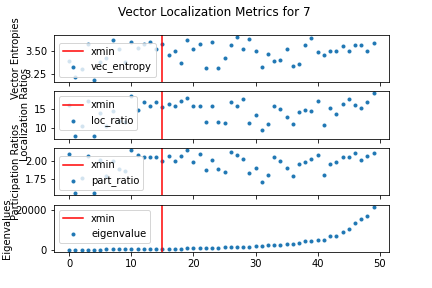 Vector Localization Metrics for 7
Vector Entropies
3.50
3.25
xmin
vec_entropy
Localization Ratios
15
10
xmin
loc_ratio
Participation Ratios
2.00
1.75
xmin
part_ratio
Eigenvalues
20000
0
xmin
eigenvalue
0 10 20 30 40 50